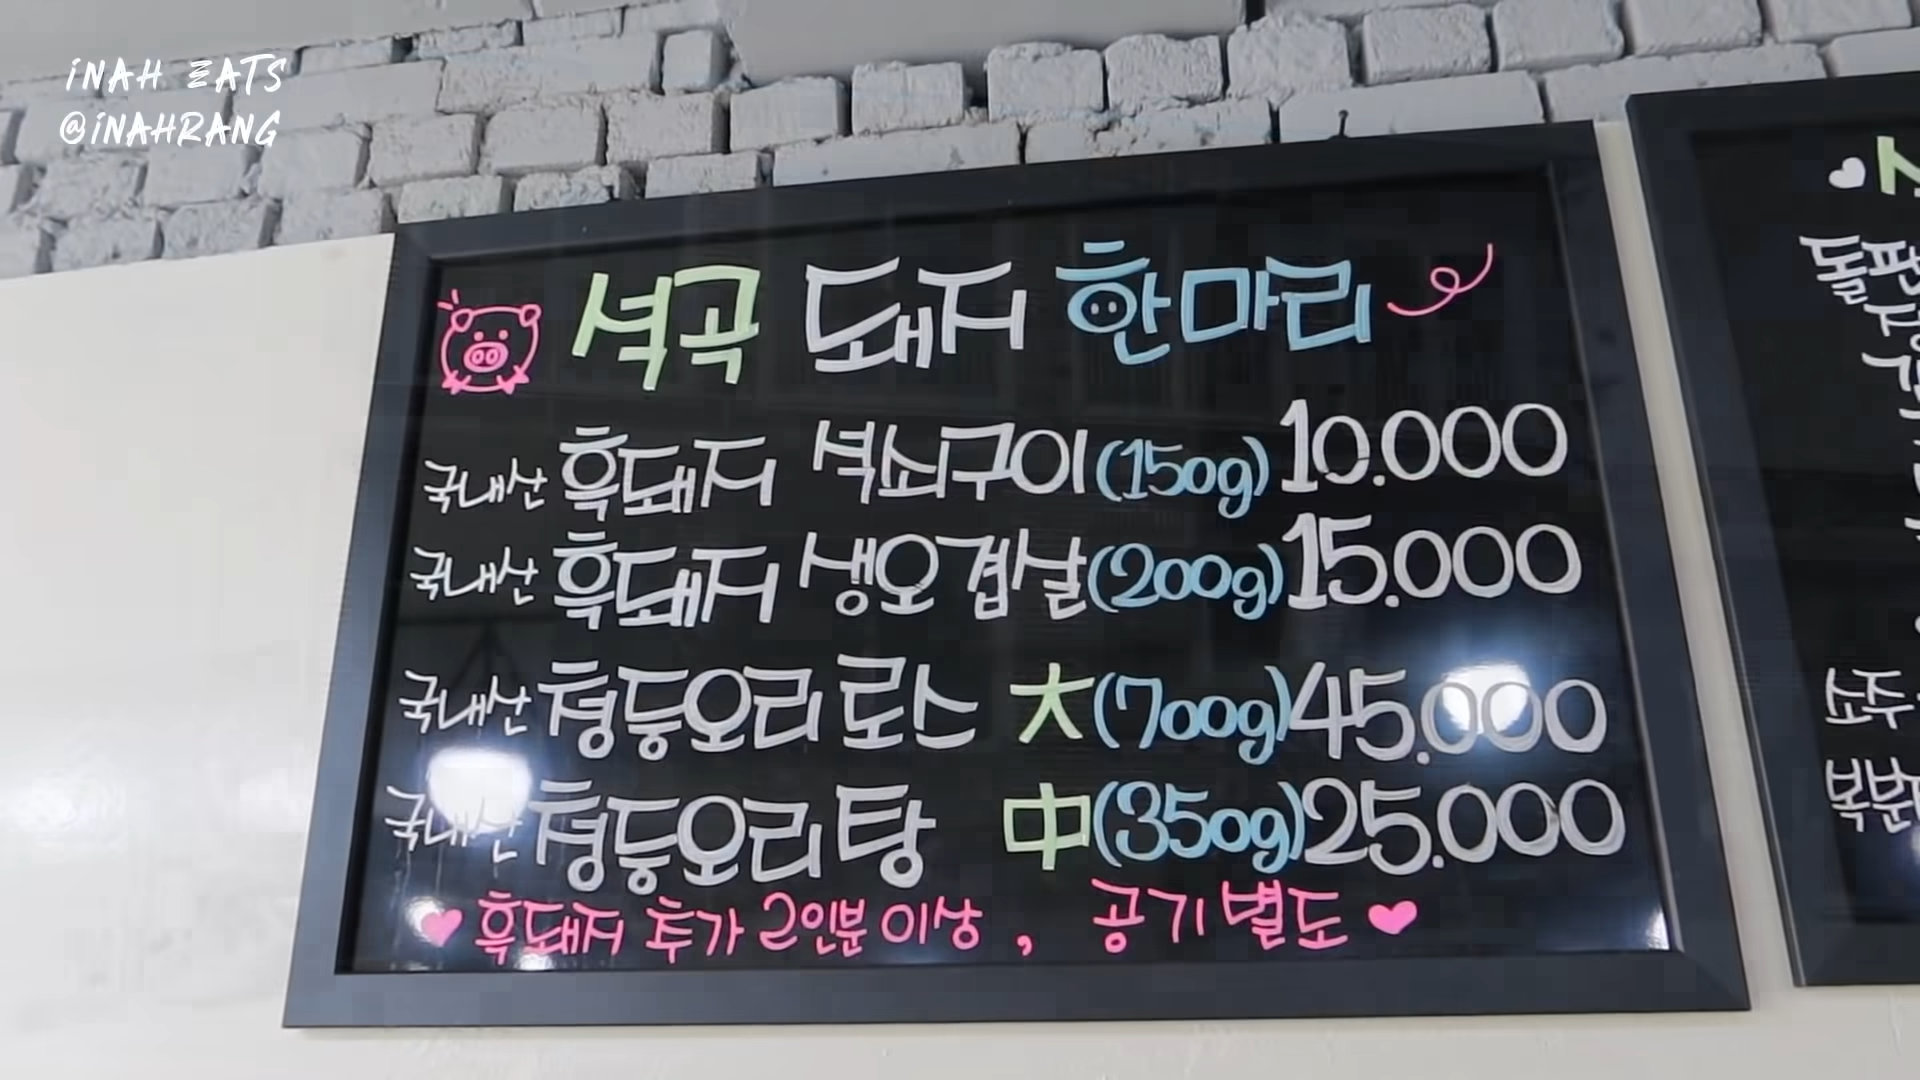 iNAH EATS
@iNAHRANG
석곡 돼지 한마리
국내산 흑돼지 석쇠구이(150g) 10.000
국내산 흑돼지 생오겹살(200g) 15.000
국내산 청둥오리 로스 大(700g) 45.000
국내산 청둥오리탕 中(350g) 25.000
흑돼지 추가 2인분 이상, 공기 별도
소주
복분